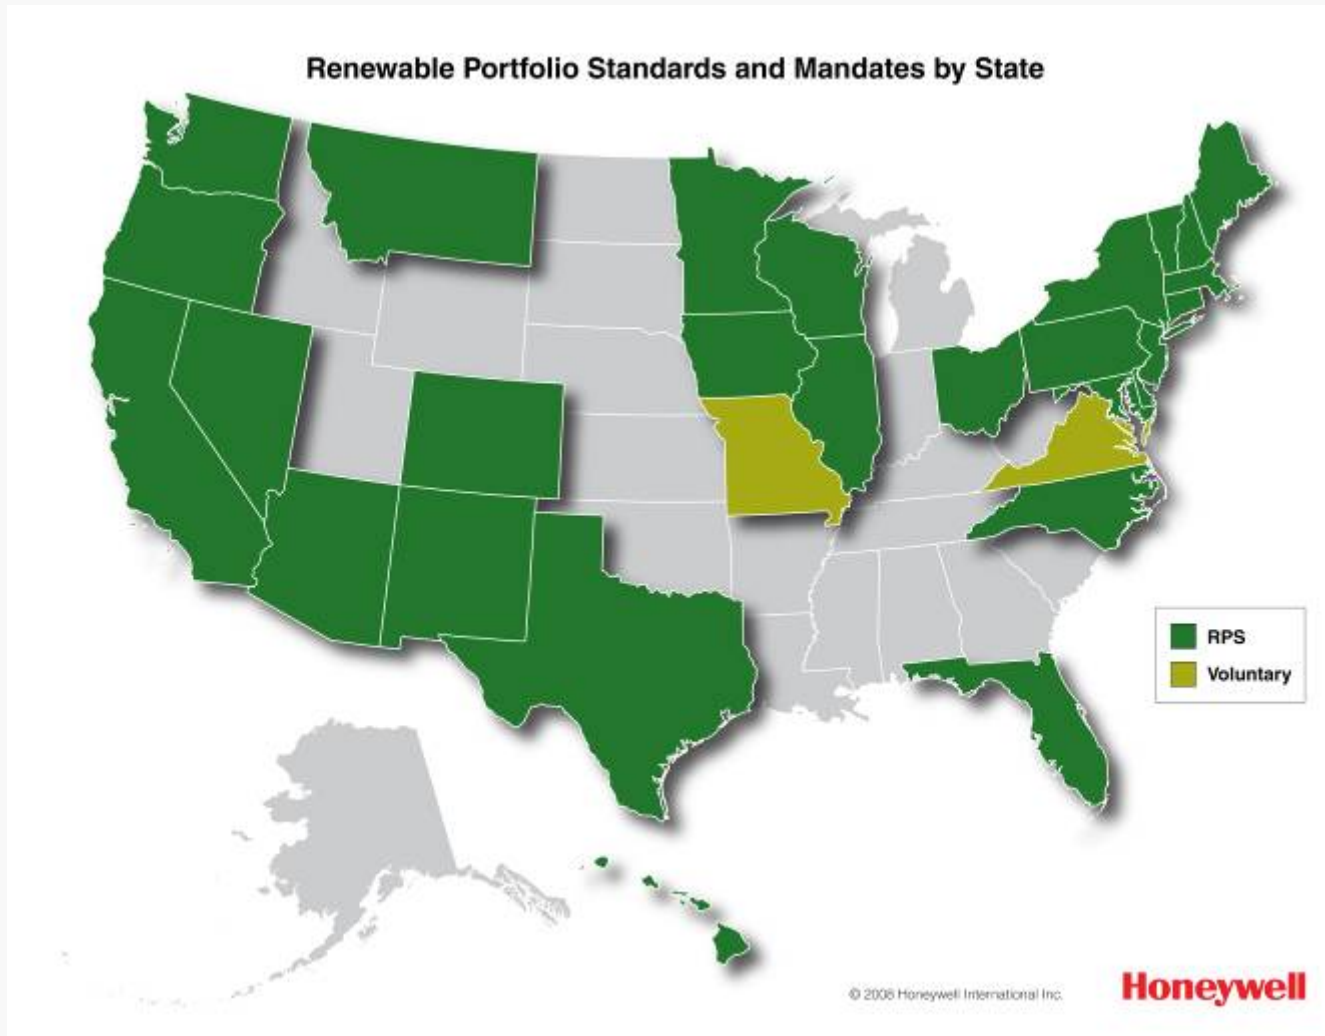 Renewable Portfolio Standards and Mandates by State
RPS
Voluntary
© 2008 Honeywell International Inc.
Honeywell